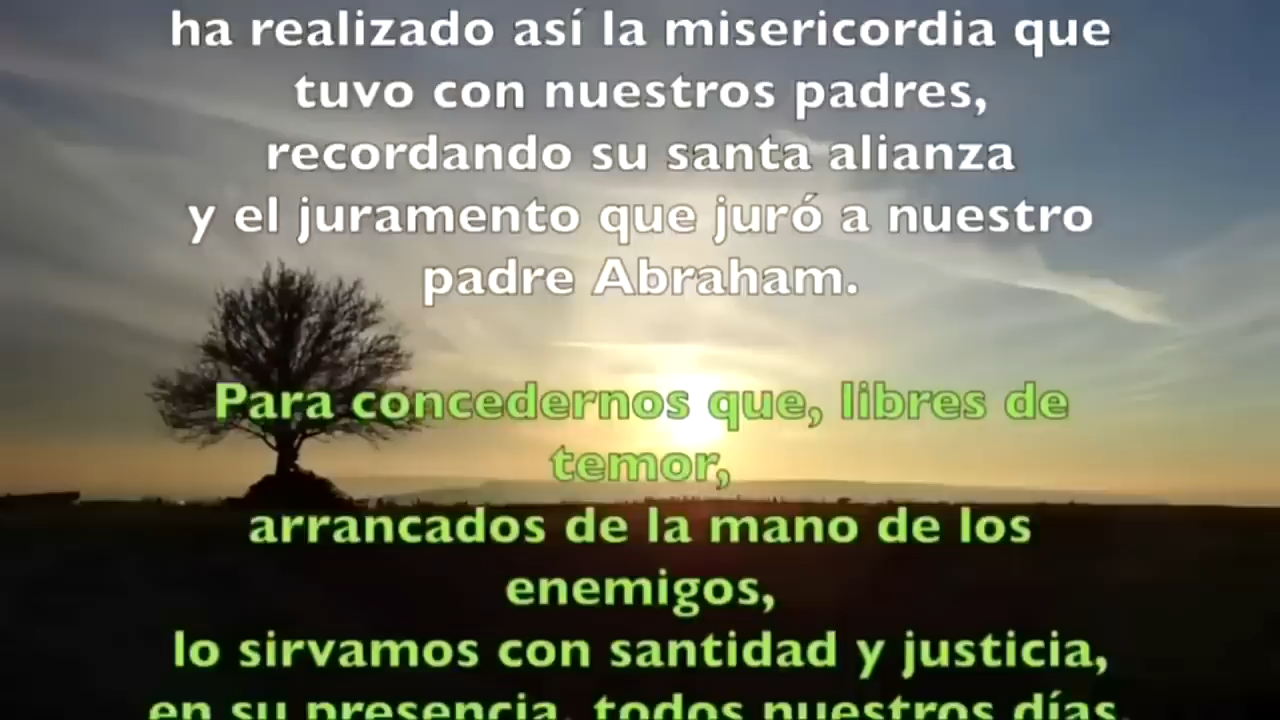 ha realizado así la misericordia que
tuvo con nuestros padres,
recordando su santa alianza
y el juramento que juró a nuestro
padre Abraham.
Para concedernos que, libres de
temor,
arrancados de la mano de los
enemigos,
lo sirvamos con santidad y justicia,
en su presencia, todos nuestros días.